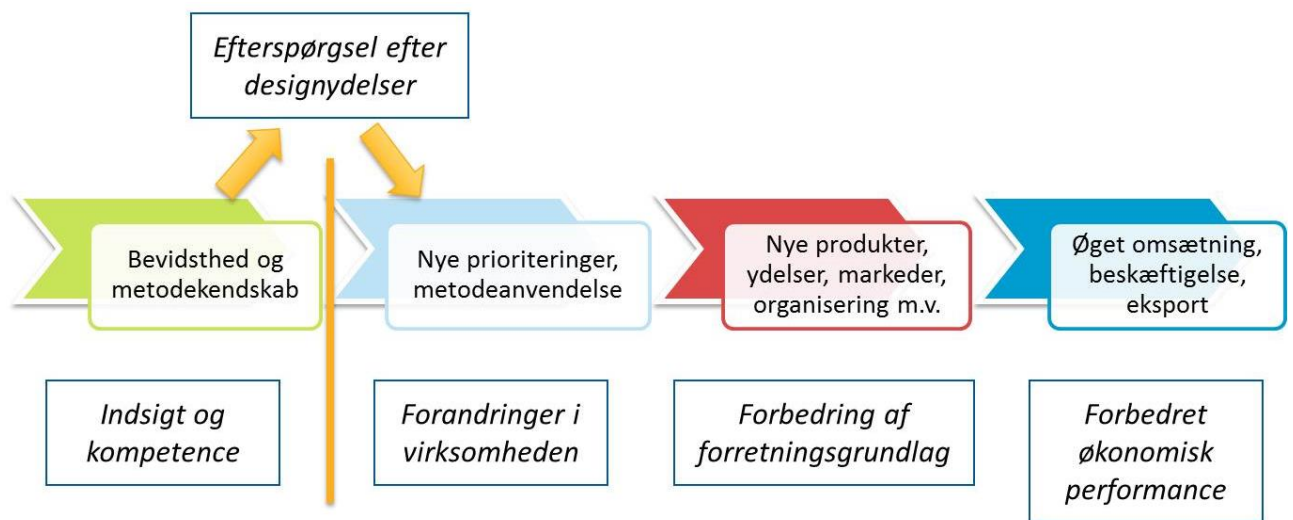 Efterspørgsel efter
designydelser
Bevidsthed og
metodekendskab
Nye prioriteringer,
metodeanvendelse
Nye produkter,
ydelser, markeder,
organisering m.v.
Øget omsætning,
beskæftigelse,
eksport
Indsigt og
kompetence
Forandringer i
virksomheden
Forbedring af
forretningsgrundlag
Forbedret
økonomisk
performance